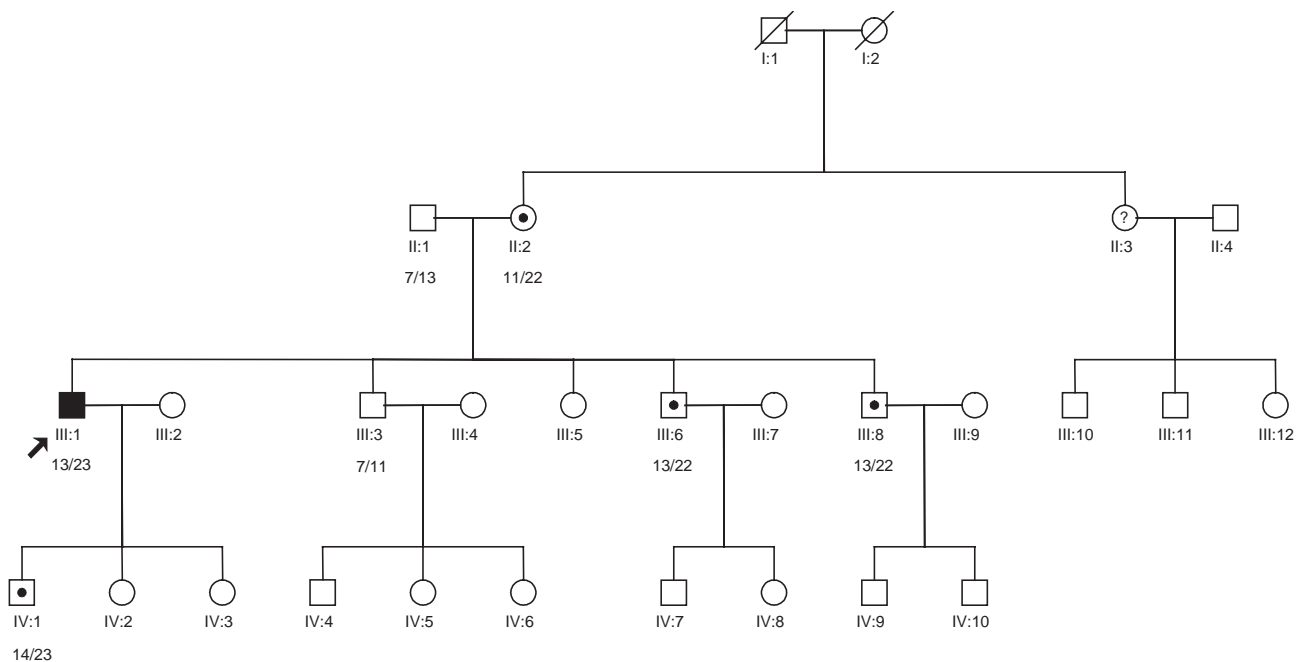 I:1 I:2
?
II:1 II:2 II:3 II:4
7/13 11/22
III:1 III:2 III:3 III:4 III:5 III:6 III:7 III:8 III:9 III:10 III:11 III:12
13/23 7/11 13/22 13/22
IV:1 IV:2 IV:3 IV:4 IV:5 IV:6 IV:7 IV:8 IV:9 IV:10
14/23